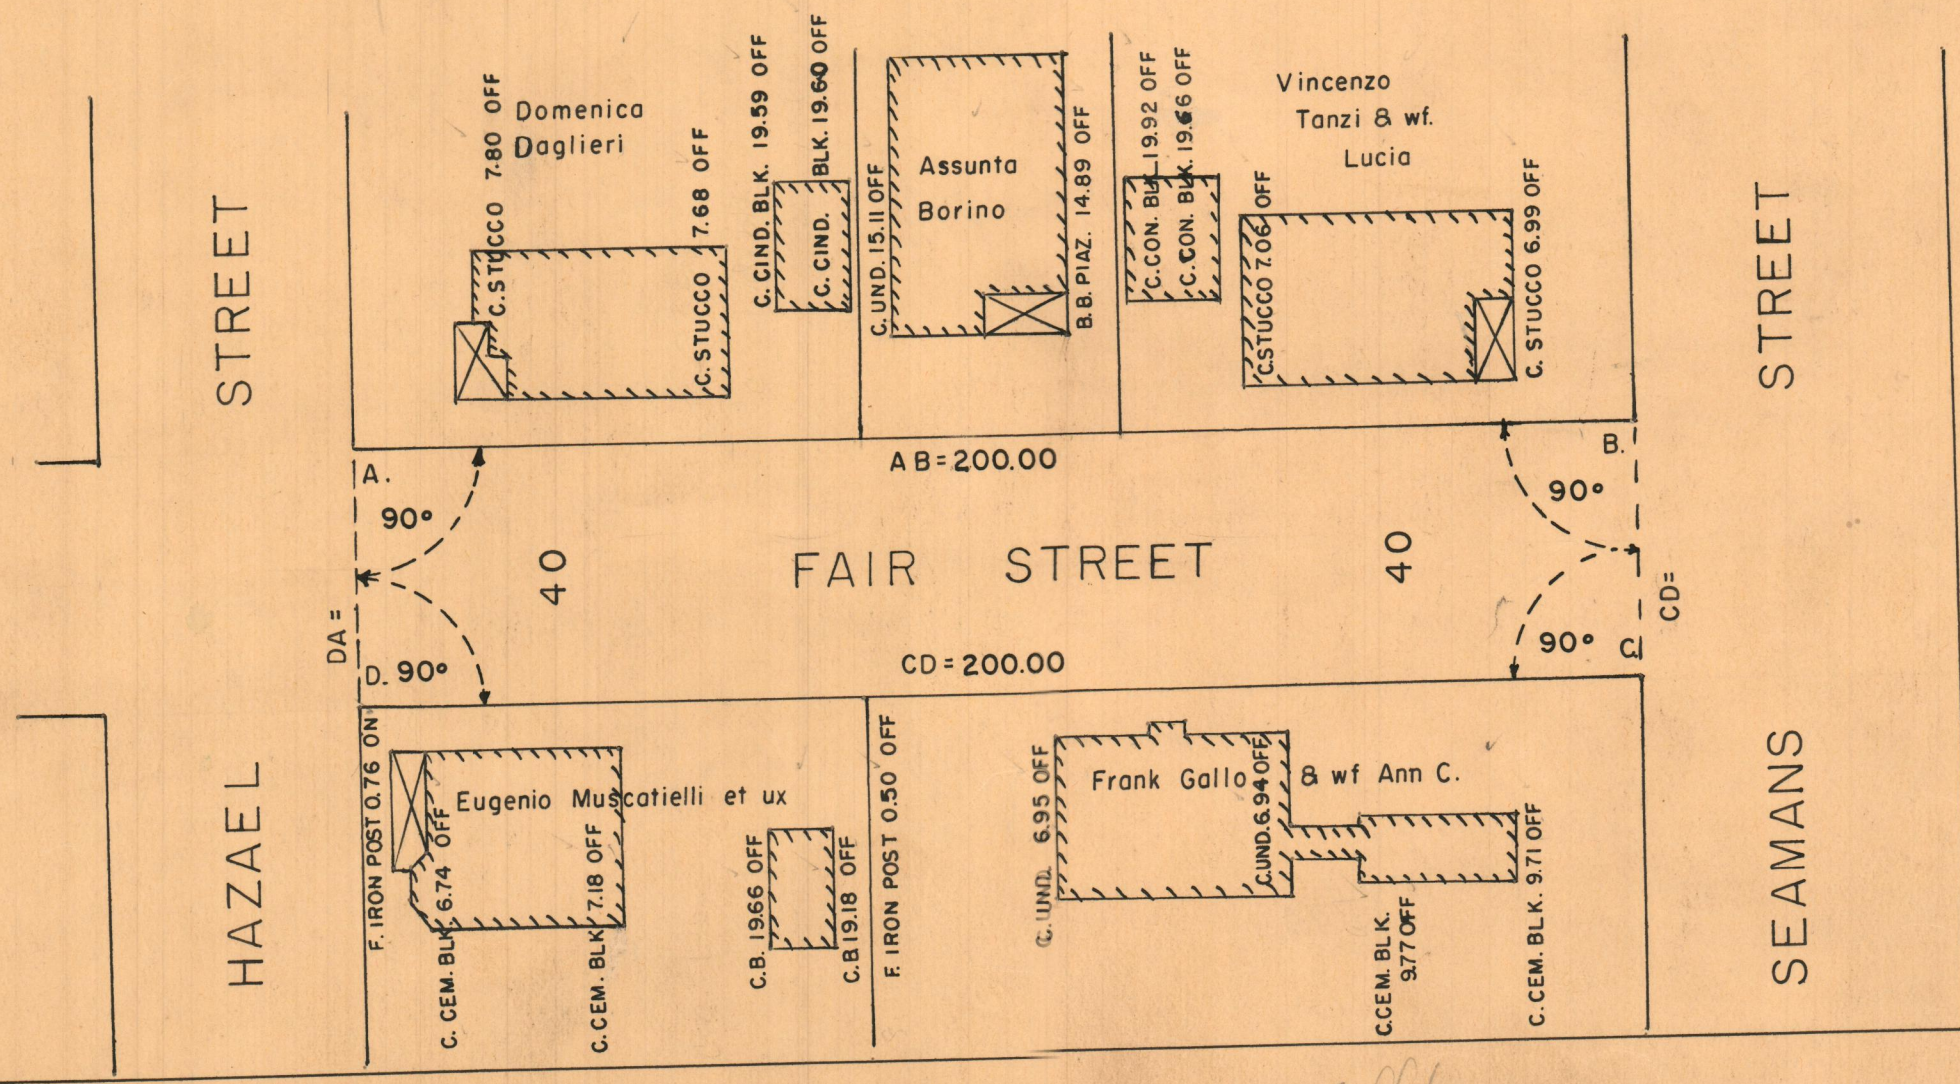 STREET
Domenica
Daglieri
C. STUCCO 7.80 OFF
C. STUCCO 7.68 OFF
C. CIND. BLK. 19.59 OFF
C. CIND. BLK. 19.60 OFF
C. UND. 15.11 OFF
Assunta
Borino
B. B. PIAZ. 14.89 OFF
C. CON. BLK. 19.92 OFF
C. CON. BLK. 19.66 OFF
Vincenzo
Tanzi & wf.
Lucia
C. STUCCO 7.06 OFF
C. STUCCO 6.99 OFF
STREET
A.
90°
AB = 200.00
B.
90°
40
FAIR STREET
40
DA =
D. 90°
CD = 200.00
90° C.
CD=
HAZAEL
F. IRON POST 0.76 ON
Eugenio Muscatielli et ux
C. CEM. BLK. 6.74 OFF
C. CEM. BLK. 7.18 OFF
C.B. 19.66 OFF
C.B 19.18 OFF
F. IRON POST 0.50 OFF
C. UND. 6.95 OFF
Frank Gallo & wf Ann C.
C.UND. 6.94 OFF
C.CEM. BLK.
9.77 OFF
C. CEM. BLK. 9.71 OFF
SEAMANS